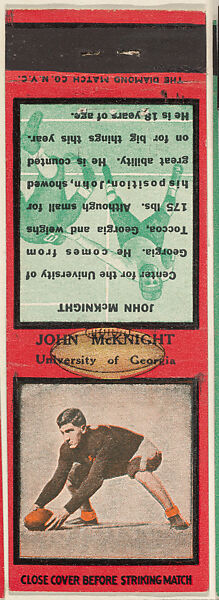 THE DIAMOND MATCH CO. N.Y.C.
JOHN McKNIGHT
Center for the University of
Georgia. He comes from
Toccoa, Georgia and weighs
175 lbs. Although small for
his position, John, showed
great ability. He is counted
on for big things this year.
He is 18 years of age.
JOHN McKNIGHT
University of Georgia
CLOSE COVER BEFORE STRIKING MATCH